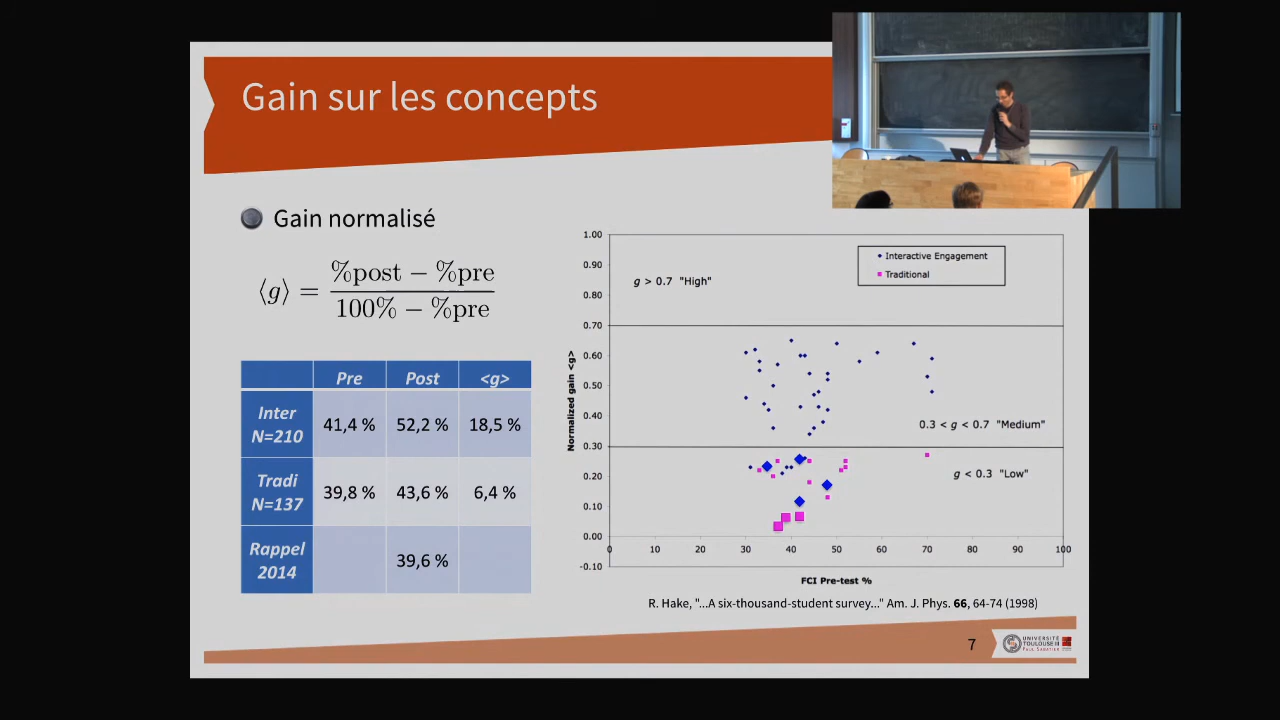 Gain sur les concepts
Gain normalisé
⟨g⟩ = %post − %pre / 100% − %pre
Pre Post <g>
Inter N=210 41,4 % 52,2 % 18,5 %
Tradi N=137 39,8 % 43,6 % 6,4 %
Rappel 2014 39,6 %
1.00
0.90
0.80
0.70
0.60
0.50
0.40
0.30
0.20
0.10
0.00
-0.10
Normalized gain <g>
Interactive Engagement
Traditional
g > 0.7 "High"
0.3 < g < 0.7 "Medium"
g < 0.3 "Low"
0 10 20 30 40 50 60 70 80 90 100
FCI Pre-test %
R. Hake, "...A six-thousand-student survey..." Am. J. Phys. 66, 64-74 (1998)
7
UNIVERSITÉ
TOULOUSE III
PAUL SABATIER